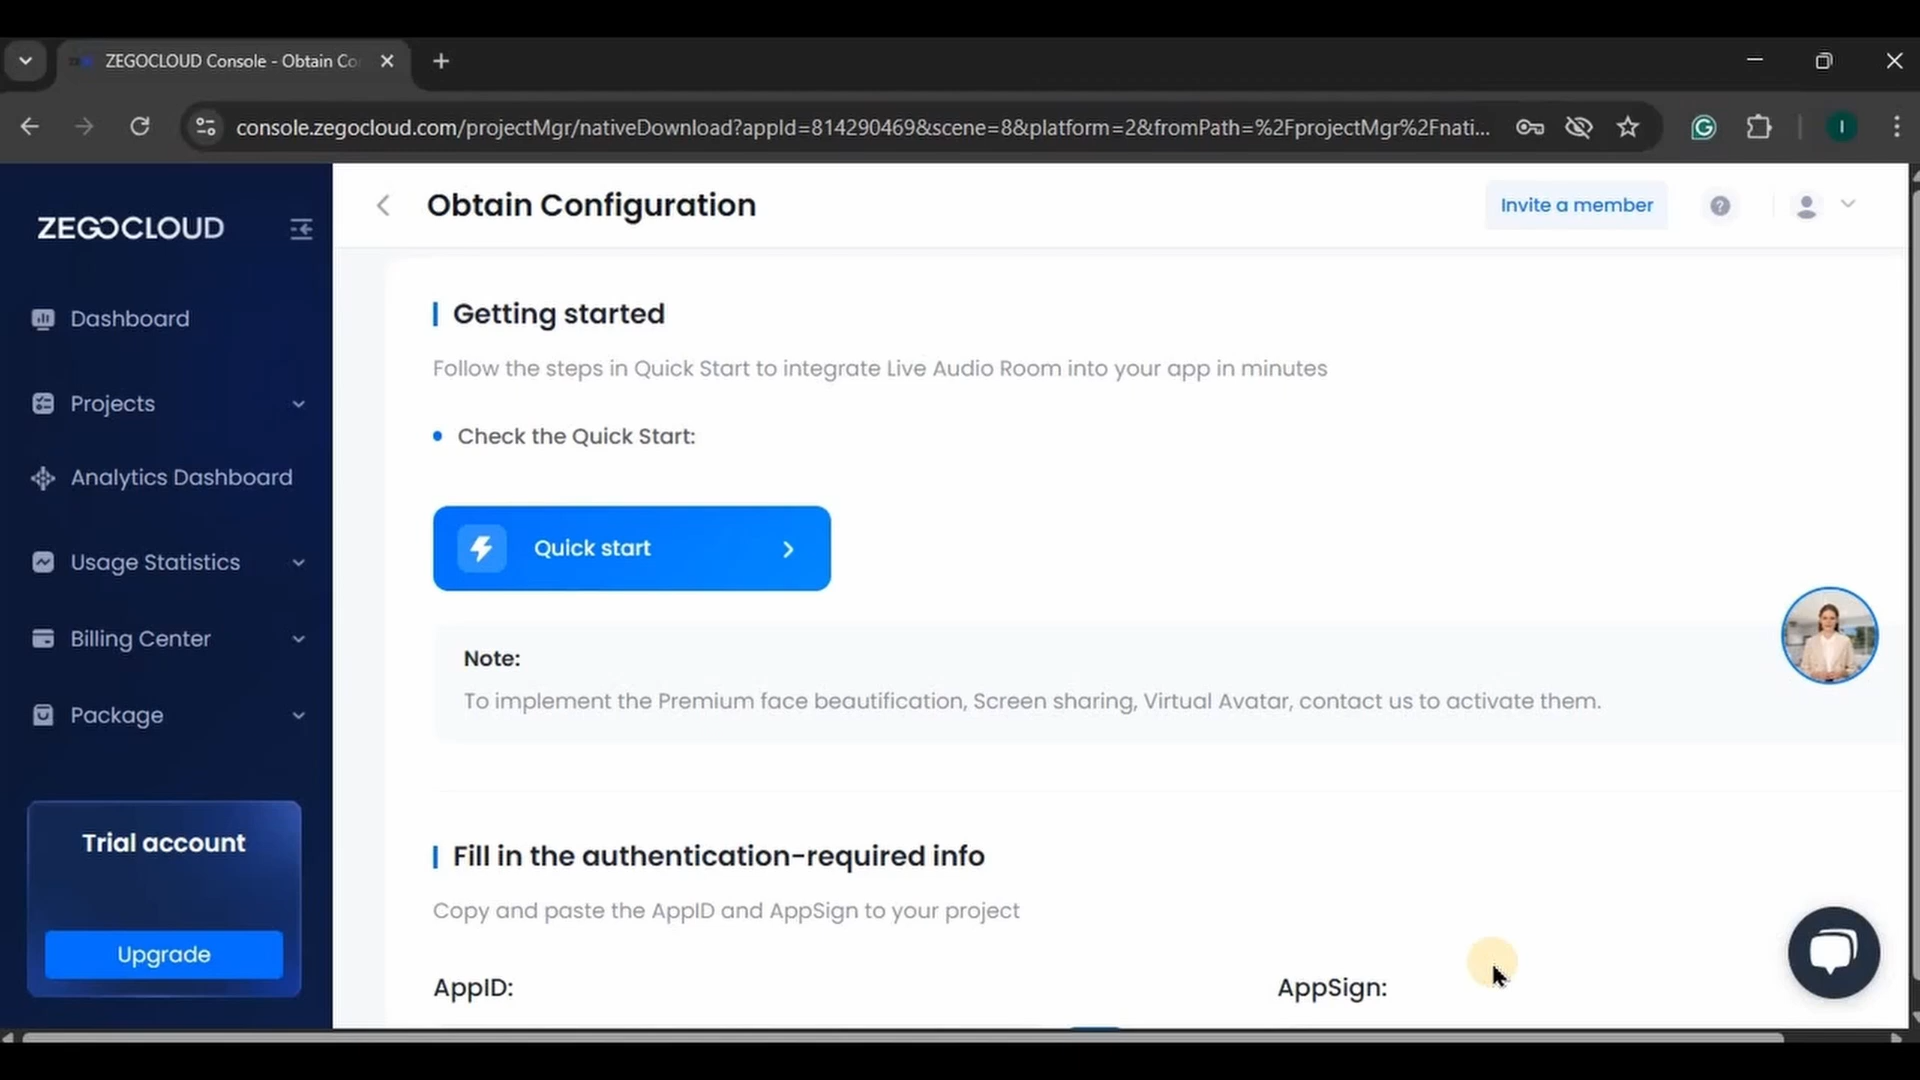 ZEGOCLOUD Console - Obtain Co
console.zegocloud.com/projectMgr/nativeDownload?appId=814290469&scene=8&platform=2&fromPath=%2FprojectMgr%2Fnati...
I
ZEGOCLOUD
Obtain Configuration
Invite a member
?
Dashboard
Projects
Analytics Dashboard
Usage Statistics
Billing Center
Package
Trial account
Upgrade
Getting started
Follow the steps in Quick Start to integrate Live Audio Room into your app in minutes
• Check the Quick Start:
Quick start
Note:
To implement the Premium face beautification, Screen sharing, Virtual Avatar, contact us to activate them.
Fill in the authentication-required info
Copy and paste the AppID and AppSign to your project
AppID:
AppSign: